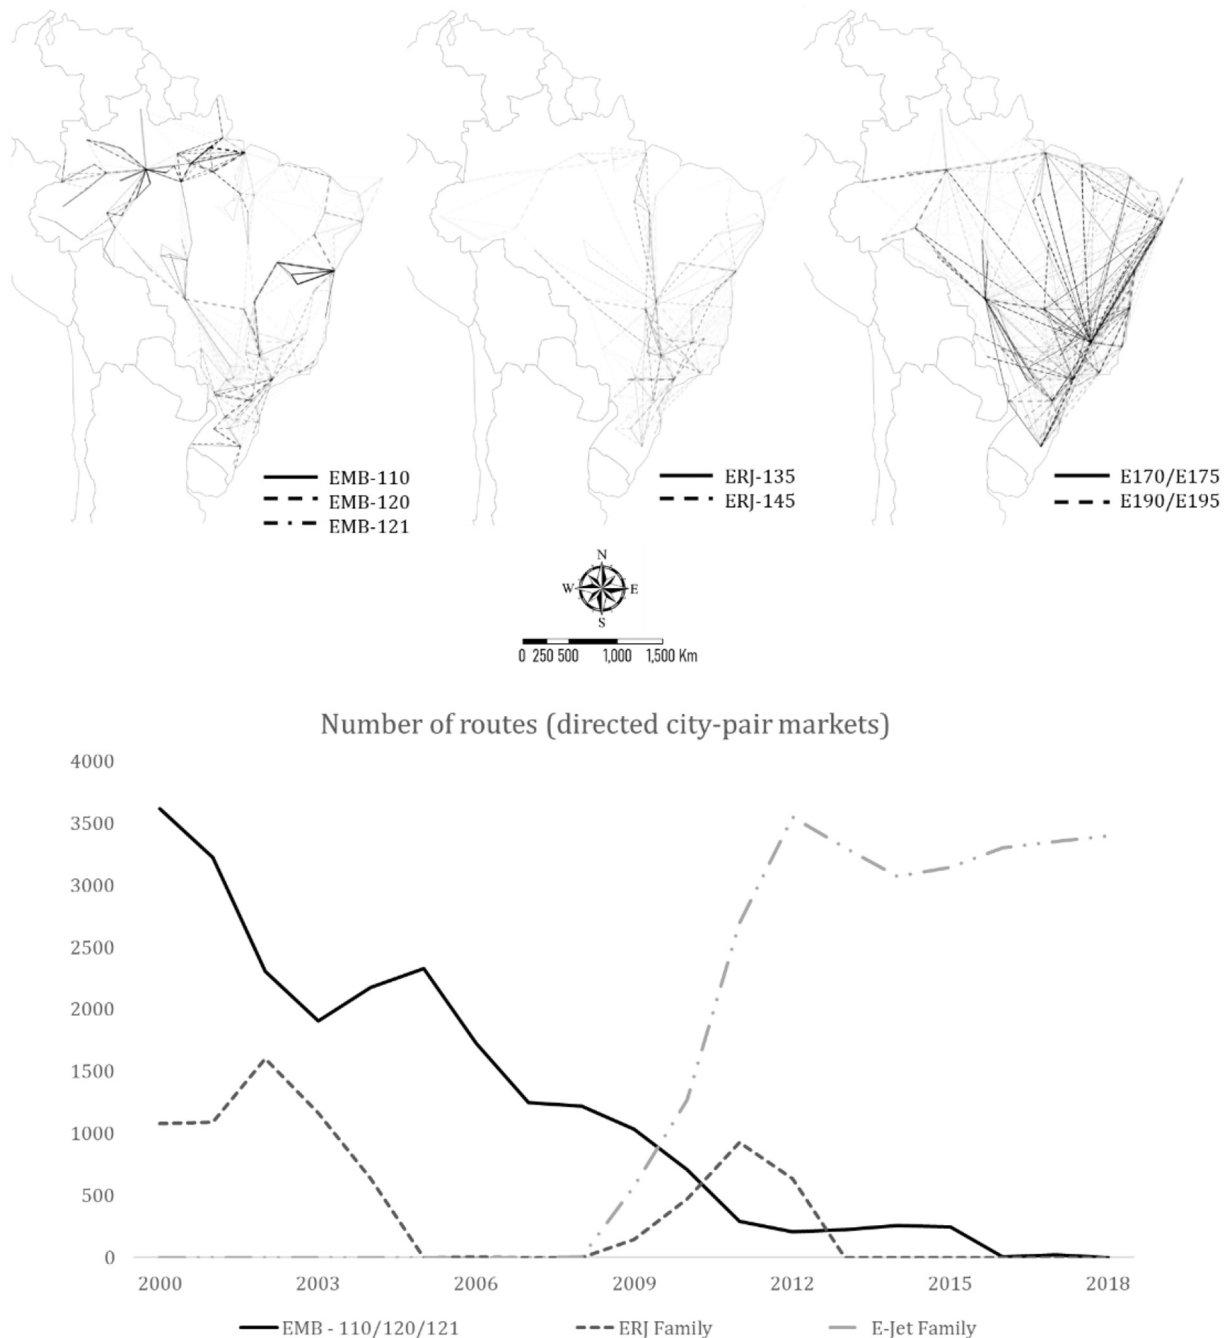 EMB-110
EMB-120
EMB-121
ERJ-135
ERJ-145
E170/E175
E190/E195
N
W E
S
0 250 500 1,000 1,500 Km
Number of routes (directed city-pair markets)
4000
3500
3000
2500
2000
1500
1000
500
0
2000 2003 2006 2009 2012 2015 2018
EMB - 110/120/121 ERJ Family E-Jet Family